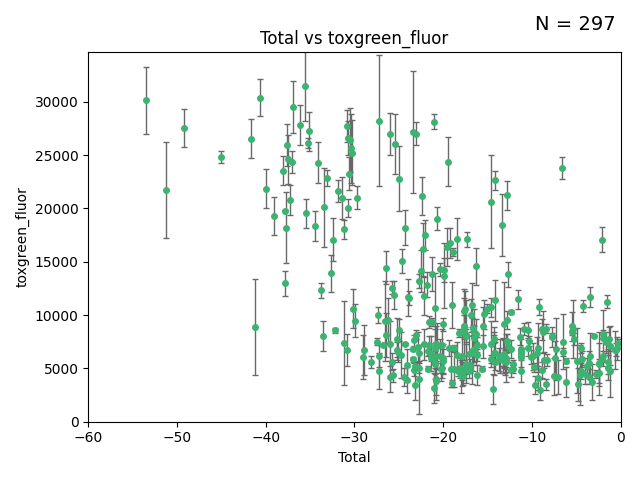 N = 297
Total vs toxgreen_fluor
30000
25000
20000
15000
10000
5000
0
toxgreen_fluor
−60 −50 −40 −30 −20 −10 0
Total